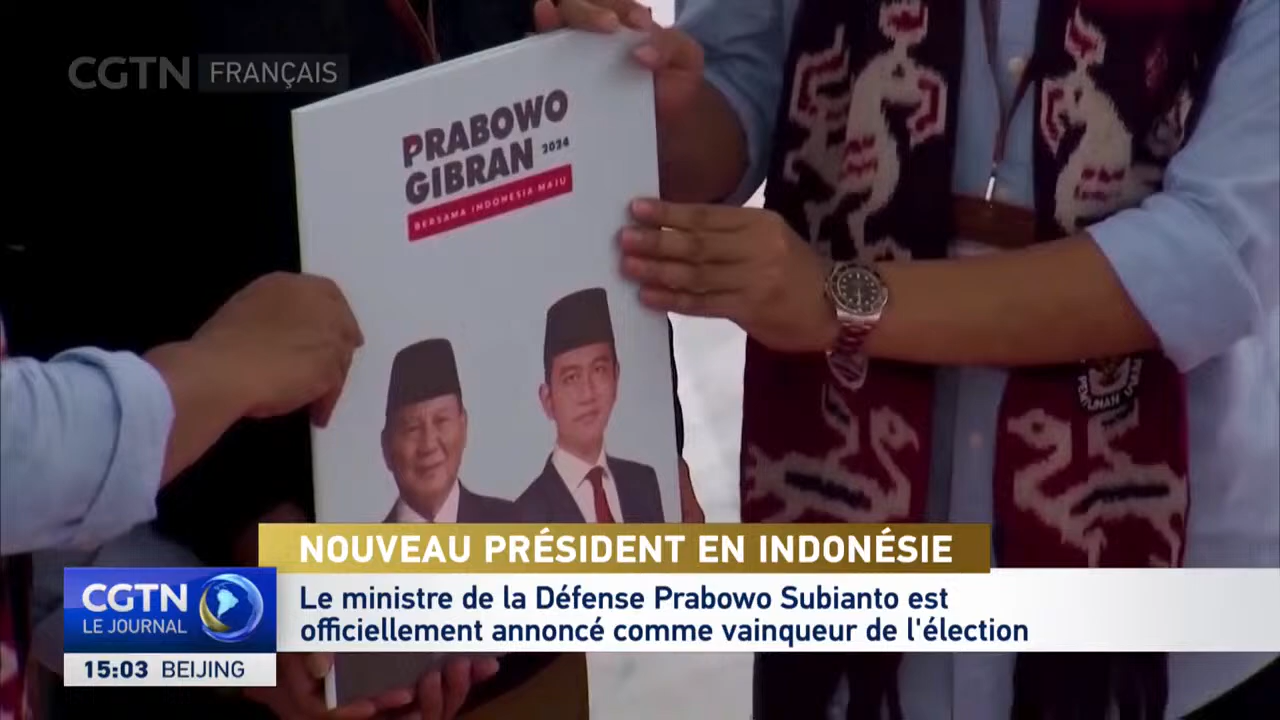 CGTN FRANÇAIS
PRABOWO
GIBRAN 2024
BERSAMA INDONESIA MAJU
NOUVEAU PRÉSIDENT EN INDONÉSIE
CGTN
LE JOURNAL
Le ministre de la Défense Prabowo Subianto est
officiellement annoncé comme vainqueur de l'élection
15:03 BEIJING